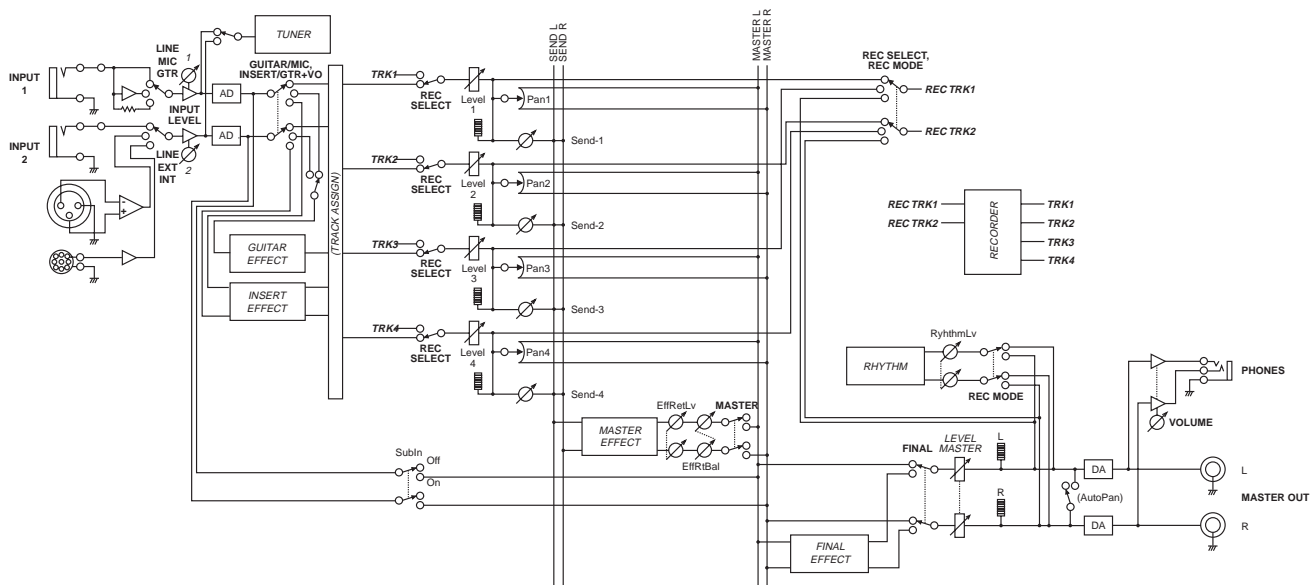 SEND L
SEND R
MASTER L
MASTER R
TUNER
LINE
MIC
GTR
1
INPUT
1
GUITAR/MIC,
INSERT/GTR+VO
AD
INPUT
LEVEL
INPUT
2
AD
LINE
EXT
INT
2
-
+
GUITAR
EFFECT
INSERT
EFFECT
(TRACK ASSIGN)
TRK1
REC
SELECT
Level
1
Pan1
Send-1
TRK2
REC
SELECT
Level
2
Pan2
Send-2
TRK3
REC
SELECT
Level
3
Pan3
Send-3
TRK4
REC
SELECT
Level
4
Pan4
Send-4
REC SELECT,
REC MODE
REC TRK1
REC TRK2
REC TRK1
REC TRK2
RECORDER
TRK1
TRK2
TRK3
TRK4
RyhthmLv
RHYTHM
REC MODE
PHONES
VOLUME
EffRetLv
MASTER
MASTER
EFFECT
EffRtBal
SubIn
Off
On
FINAL
LEVEL
MASTER
L
R
FINAL
EFFECT
(AutoPan)
DA
DA
L
MASTER OUT
R